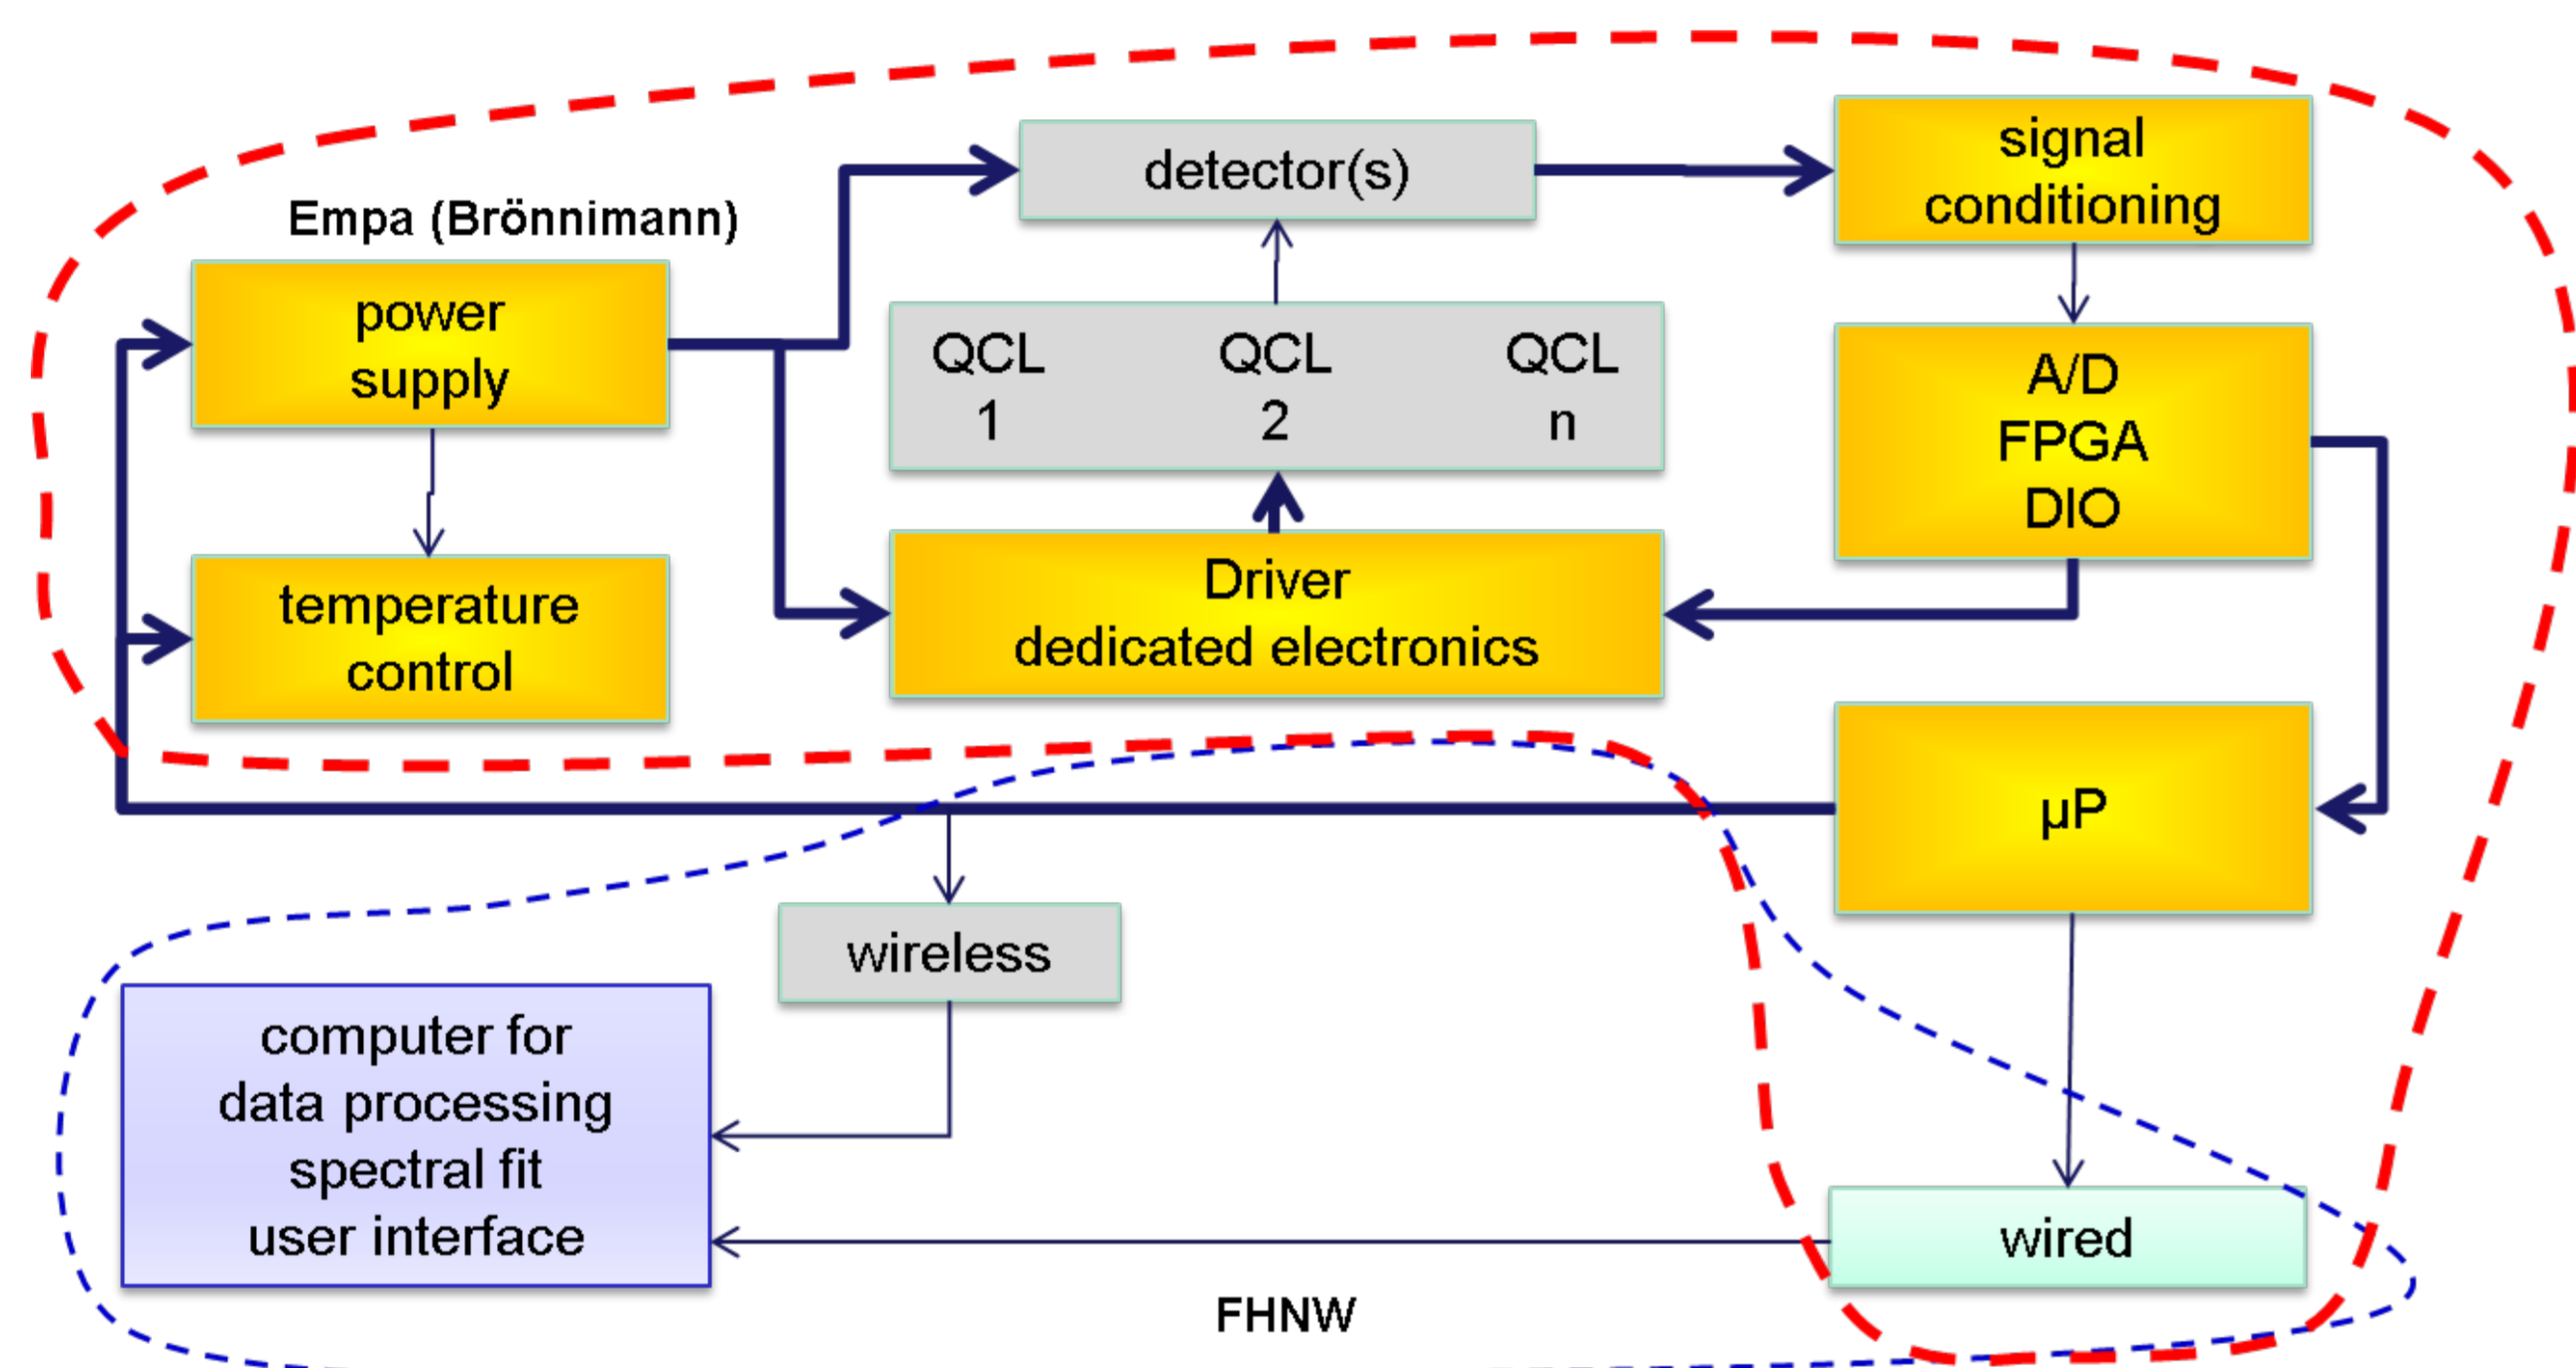 Empa (Brönnimann)
power
supply
temperature
control
detector(s)
QCL QCL QCL
1 2 n
Driver
dedicated electronics
signal
conditioning
A/D
FPGA
DIO
µP
wireless
computer for
data processing
spectral fit
user interface
wired
FHNW